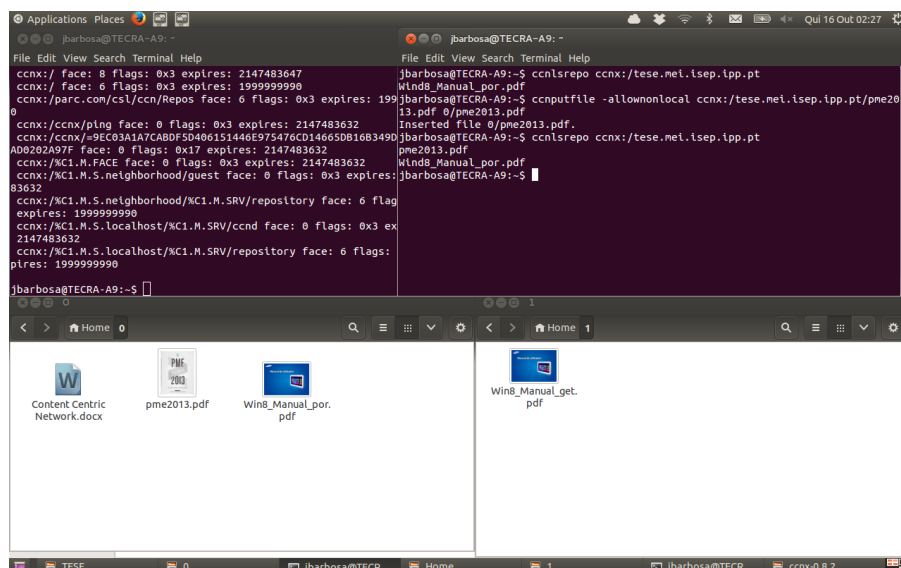 Applications Places
Qui 16 Out 02:27
jbarbosa@TECRA-A9: ~
File Edit View Search Terminal Help
ccnx:/ face: 8 flags: 0x3 expires: 2147483647
ccnx:/ face: 6 flags: 0x3 expires: 1999999990
ccnx:/parc.com/csl/ccn/Repos face: 6 flags: 0x3 expires: 199
0
ccnx:/ccnx/ping face: 0 flags: 0x3 expires: 2147483632
ccnx:/ccnx/=9EC03A1A7CABDF5D406151446E975476CD14665DB16B349D
AD0202A97F face: 0 flags: 0x17 expires: 2147483632
ccnx:/%C1.M.FACE face: 0 flags: 0x3 expires: 2147483632
ccnx:/%C1.M.S.neighborhood/guest face: 0 flags: 0x3 expires:
83632
ccnx:/%C1.M.S.neighborhood/%C1.M.SRV/repository face: 6 flag
expires: 1999999990
ccnx:/%C1.M.S.localhost/%C1.M.SRV/ccnd face: 0 flags: 0x3 ex
2147483632
ccnx:/%C1.M.S.localhost/%C1.M.SRV/repository face: 6 flags:
pires: 1999999990
jbarbosa@TECRA-A9:~$
jbarbosa@TECRA-A9: ~
File Edit View Search Terminal Help
jbarbosa@TECRA-A9:~$ ccnlsrepo ccnx:/tese.mei.isep.ipp.pt
Wind8_Manual_por.pdf
jbarbosa@TECRA-A9:~$ ccnputfile -allownonlocal ccnx:/tese.mei.isep.ipp.pt/pme20
13.pdf 0/pme2013.pdf
Inserted file 0/pme2013.pdf.
jbarbosa@TECRA-A9:~$ ccnlsrepo ccnx:/tese.mei.isep.ipp.pt
pme2013.pdf
Wind8_Manual_por.pdf
jbarbosa@TECRA-A9:~$
0
Home 0
W
Content Centric
Network.docx
PME
2013
pme2013.pdf
Win8_Manual_por.
pdf
1
Home 1
Win8_Manual_get.
pdf
TESE
0
jbarbosa@TECR
Home
1
jbarbosa@TECR
ccnx-0.8.2